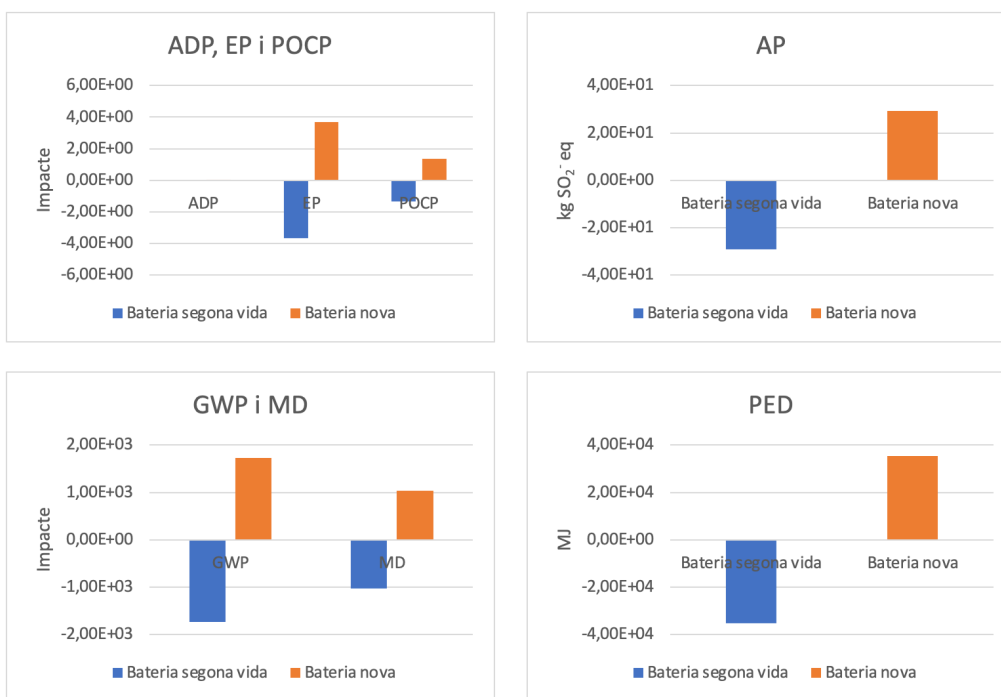 ADP, EP i POCP
Impacte
6,00E+00
4,00E+00
2,00E+00
0,00E+00
-2,00E+00
-4,00E+00
-6,00E+00
ADP
EP
POCP
Bateria segona vida
Bateria nova
AP
kg SO₂⁻ eq
4,00E+01
2,00E+01
0,00E+00
-2,00E+01
-4,00E+01
Bateria segona vida
Bateria nova
Bateria segona vida
Bateria nova
GWP i MD
Impacte
2,00E+03
1,00E+03
0,00E+00
-1,00E+03
-2,00E+03
GWP
MD
Bateria segona vida
Bateria nova
PED
MJ
4,00E+04
2,00E+04
0,00E+00
-2,00E+04
-4,00E+04
Bateria segona vida
Bateria nova
Bateria segona vida
Bateria nova